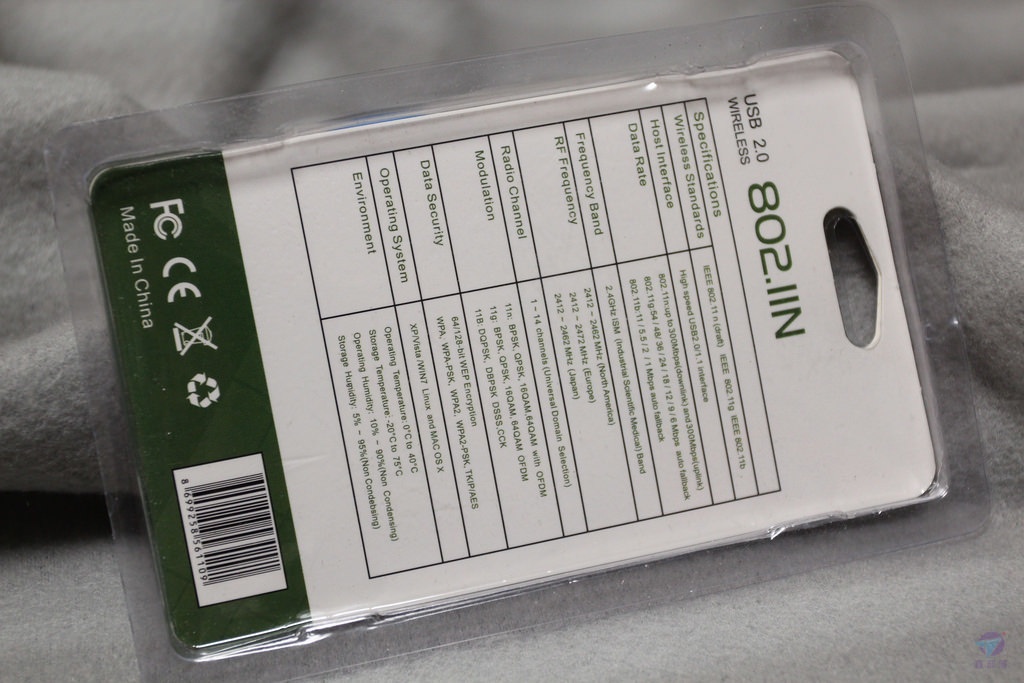 USB 2.0
WIRELESS
802.11N
Specifications
Wireless Standards IEEE 802.11 n (draft) IEEE 802.11g IEEE 802.11b
Host Interface High speed USB2.0/1.1 Interface
Data Rate 802.11n:up to 300Mbps(downlink) and 300Mbps(uplink)
802.11g:54 / 48/ 36 / 24 / 18 / 12 / 9 / 6 Mbps auto fallback
802.11b:11 / 5.5 / 2 / 1 Mbps auto fallback
Frequency Band 2.4GHz ISM (Industrial Scientific Medical) Band
RF Frequency 2412 ~ 2462 MHz (North America)
2412 ~ 2472 MHz (Europe)
2412 ~ 2462 MHz (Japan)
Radio Channel 1 ~ 14 channels (Universal Domain Selection)
Modulation 11n: BPSK, QPSK, 16QAM,64QAM with OFDM
11g: BPSK, QPSK, 16QAM, 64QAM OFDM
11B: DQPSK, DBPSK DSSS,CCK
Data Security 64/128-bit WEP Encryption
WPA, WPA-PSK, WPA2, WPA2-PSK,TKIP/AES
Operating System XP/Vista /WIN7 Linux and MAC OS X
Environment Operating Temperature: 0°C to 40°C
Storage Temperature: -20°C to 75°C
Operating Humidity: 10% ~ 90%(Non Condensing)
Storage Humidity: 5% ~ 95%(Non Condebsing)
FC CE
Made In China
8 699258 561109